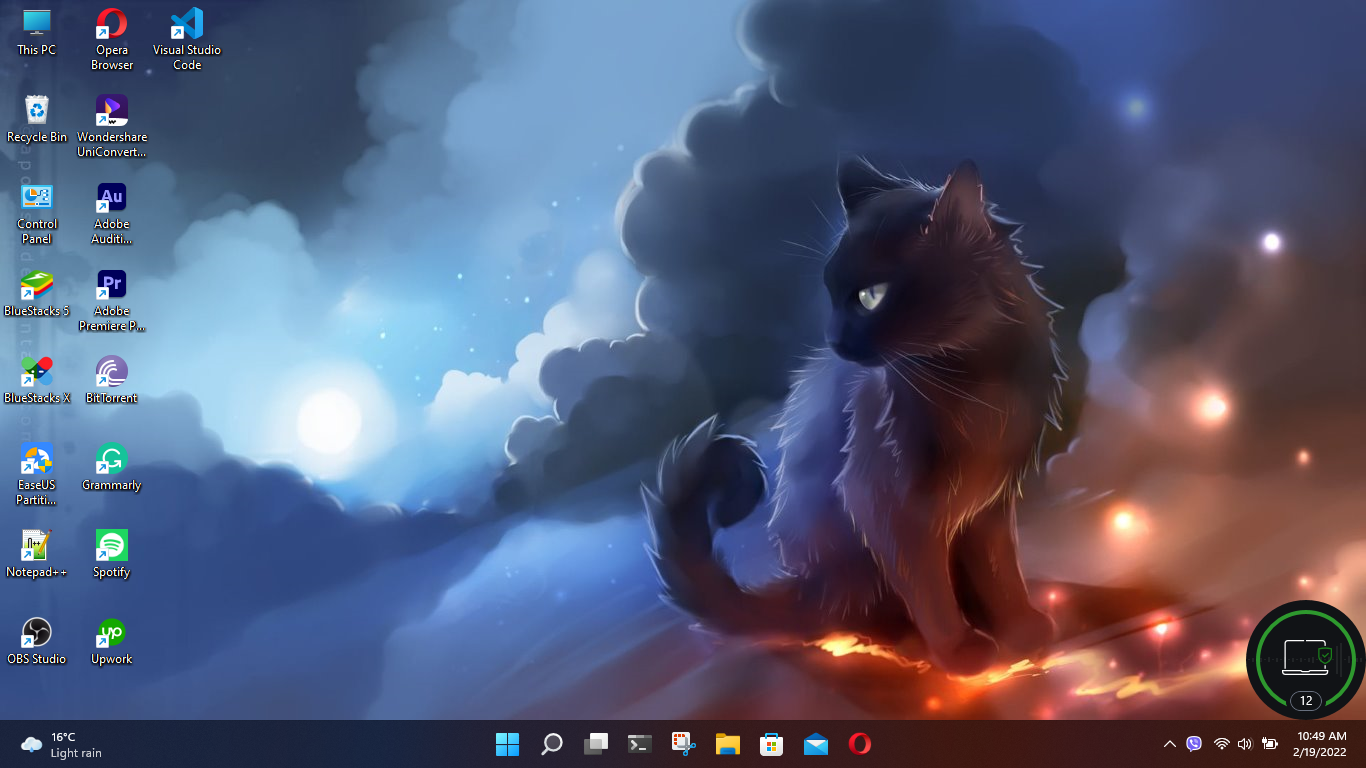 This PC
Opera
Browser
Visual Studio
Code
Recycle Bin
Wondershare
UniConvert...
Control
Panel
Au
Adobe
Auditi...
BlueStacks 5
Pr
Adobe
Premiere P...
BlueStacks X
BitTorrent
EaseUS
Partiti...
Grammarly
Notepad++
Spotify
OBS Studio
up
Upwork
12
16°C
Light rain
10:49 AM
2/19/2022